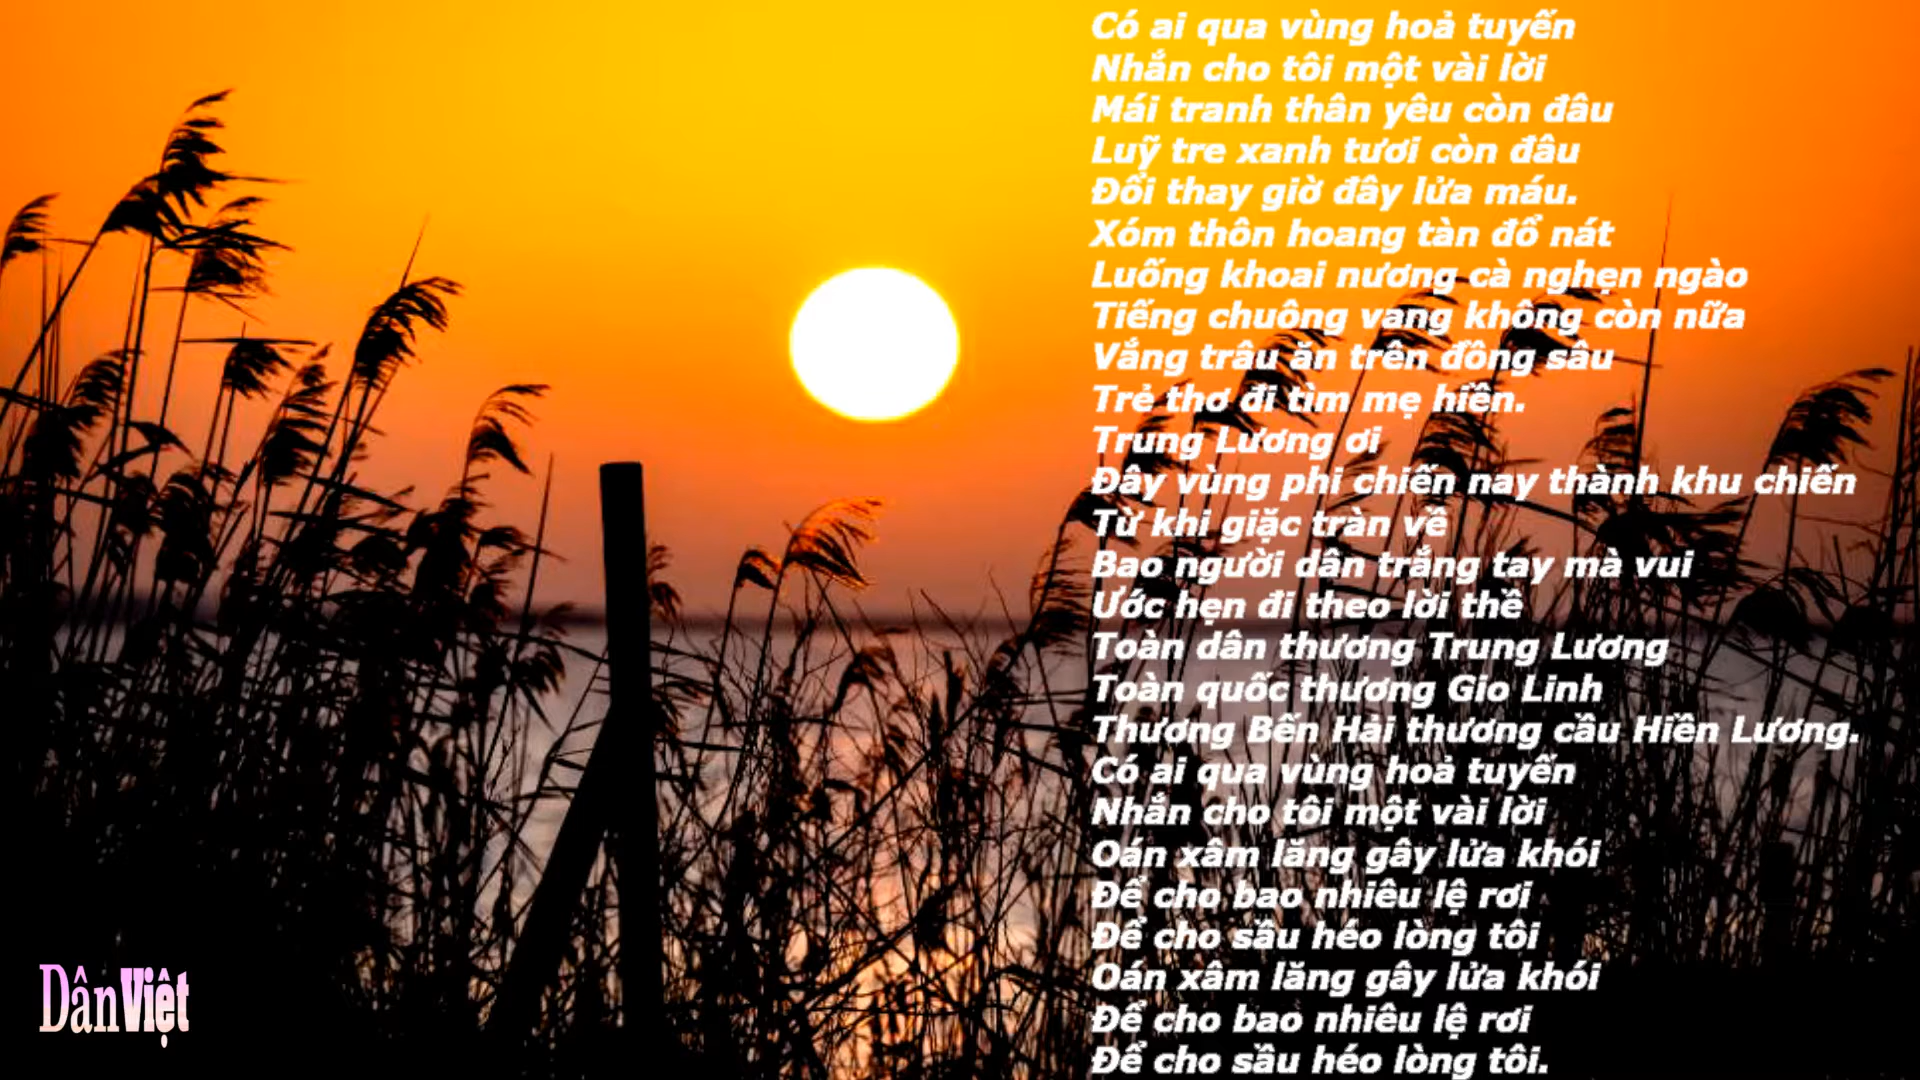 Có ai qua vùng hoả tuyến
Nhắn cho tôi một vài lời
Mái tranh thân yêu còn đâu
Luỹ tre xanh tươi còn đâu
Đổi thay giờ đây lửa máu.
Xóm thôn hoang tàn đổ nát
Luống khoai nương cà nghẹn ngào
Tiếng chuông vang không còn nữa
Vắng trâu ăn trên đồng sâu
Trẻ thơ đi tìm mẹ hiền.
Trung Lương ơi
Đây vùng phi chiến nay thành khu chiến
Từ khi giặc tràn về
Bao người dân trắng tay mà vui
Ước hẹn đi theo lời thề
Toàn dân thương Trung Lương
Toàn quốc thương Gio Linh
Thương Bến Hải thương cầu Hiền Lương.
Có ai qua vùng hoả tuyến
Nhắn cho tôi một vài lời
Oán xâm lăng gây lửa khói
Để cho bao nhiêu lệ rơi
Để cho sầu héo lòng tôi
Oán xâm lăng gây lửa khói
Để cho bao nhiêu lệ rơi
Để cho sầu héo lòng tôi.
DânViệt